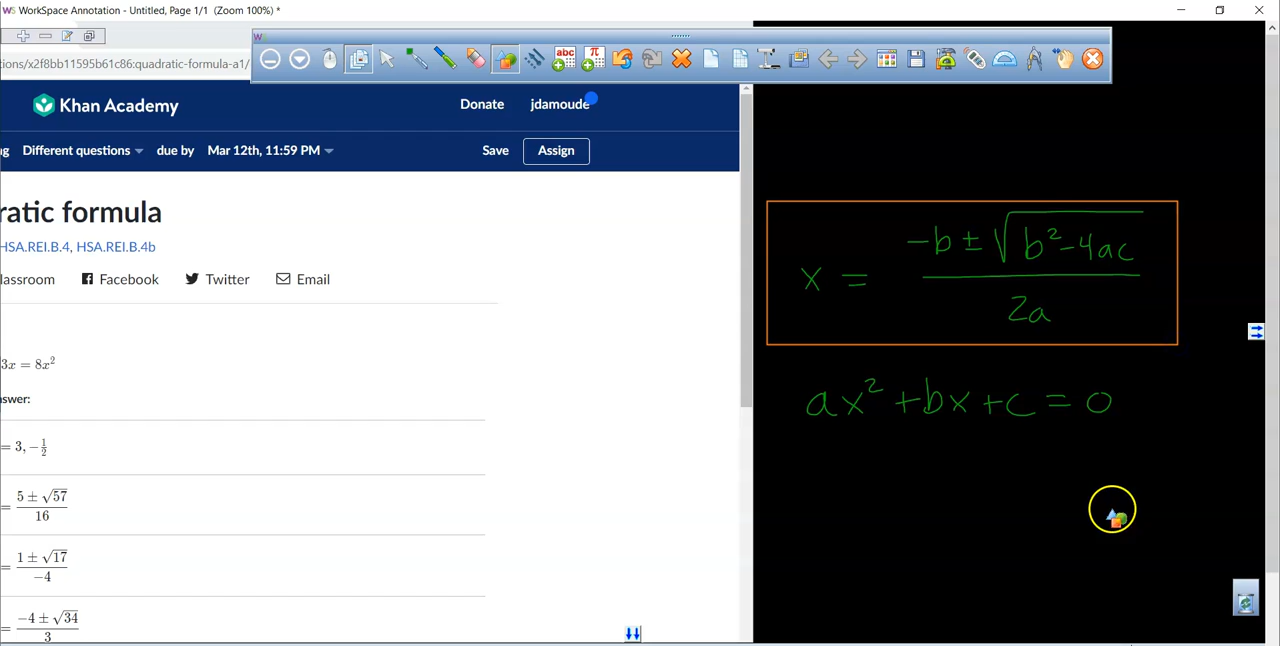 WorkSpace Annotation - Untitled, Page 1/1 (Zoom 100%) *
tions/x2f8bb11595b61c86:quadratic-formula-a1/
abc
π
Khan Academy
Donate
jdamoude
Different questions due by Mar 12th, 11:59 PM
Save
Assign
ratic formula
HSA.REI.B.4, HSA.REI.B.4b
lassroom Facebook Twitter Email
3x = 8x²
swer:
= 3, -1/2
= (5 ± √57)/16
= (1 ± √17)/-4
= (-4 ± √34)/3
x = (-b ± √(b²-4ac))/2a
ax² + bx + c = 0